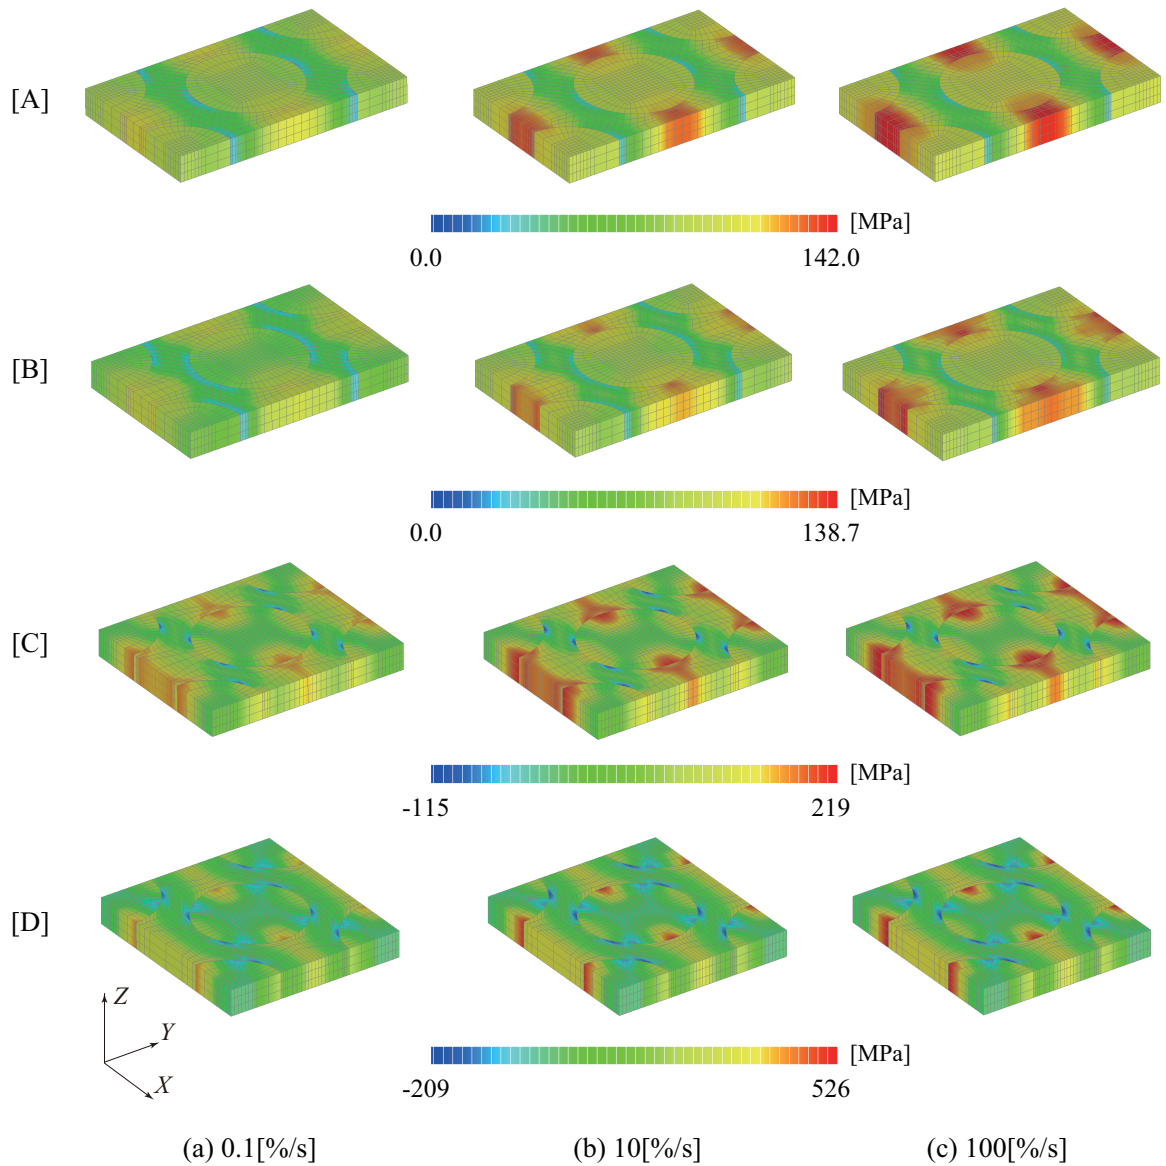 [A]
[MPa]
0.0 142.0
[B]
[MPa]
0.0 138.7
[C]
[MPa]
-115 219
[D]
Z
Y
X
[MPa]
-209 526
(a) 0.1[%/s] (b) 10[%/s] (c) 100[%/s]